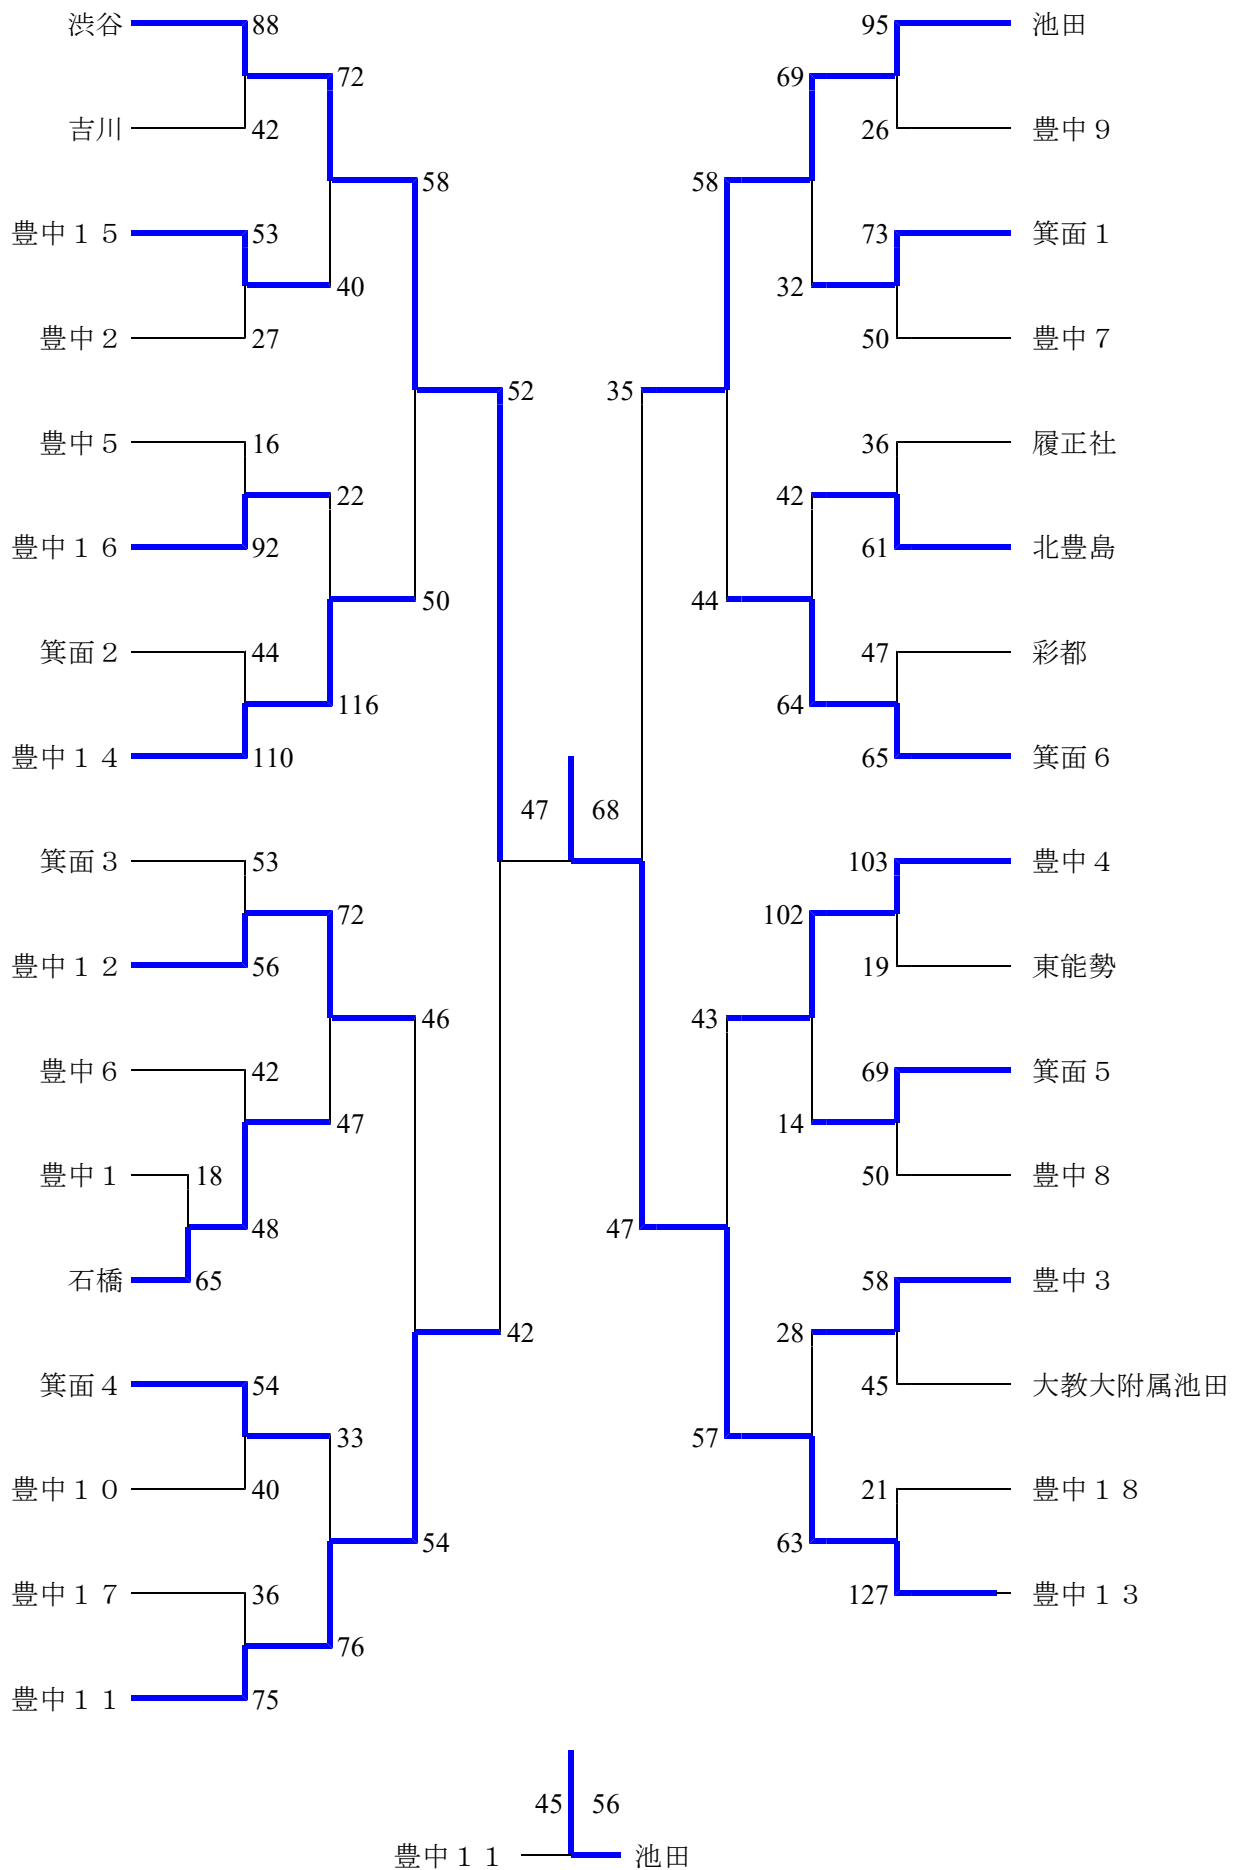 渋谷 88 95 池田
72 69
吉川 42 26 豊中９
58 58
豊中１５ 53 73 箕面１
40 32
豊中２ 27 50 豊中７
52 35
豊中５ 16 36 履正社
22 42
豊中１６ 92 61 北豊島
50 44
箕面２ 44 47 彩都
116 64
豊中１４ 110 65 箕面６
47 68
箕面３ 53 103 豊中４
72 102
豊中１２ 56 19 東能勢
46 43
豊中６ 42 69 箕面５
47 14
豊中１ 18 50 豊中８
48 47
石橋 65 58 豊中３
42 28
箕面４ 54 45 大教大附属池田
33 57
豊中１０ 40 21 豊中１８
54 63
豊中１７ 36 127 豊中１３
76
豊中１１ 75
45 56
豊中１１ 池田